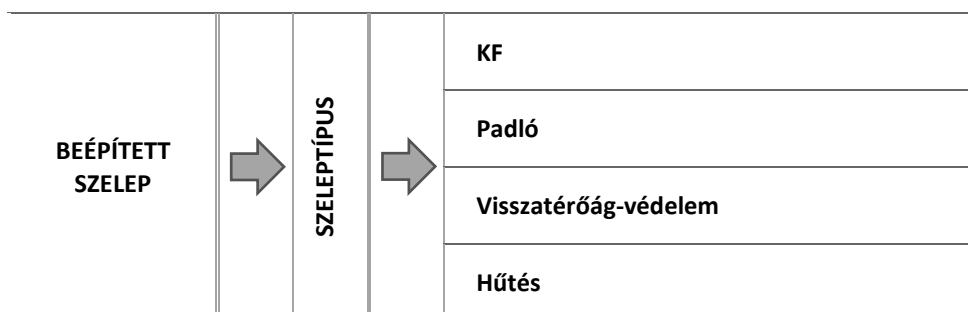 BEÉPÍTETT
SZELEP
SZELEPTÍPUS
KF
Padló
Visszatérőág-védelem
Hűtés